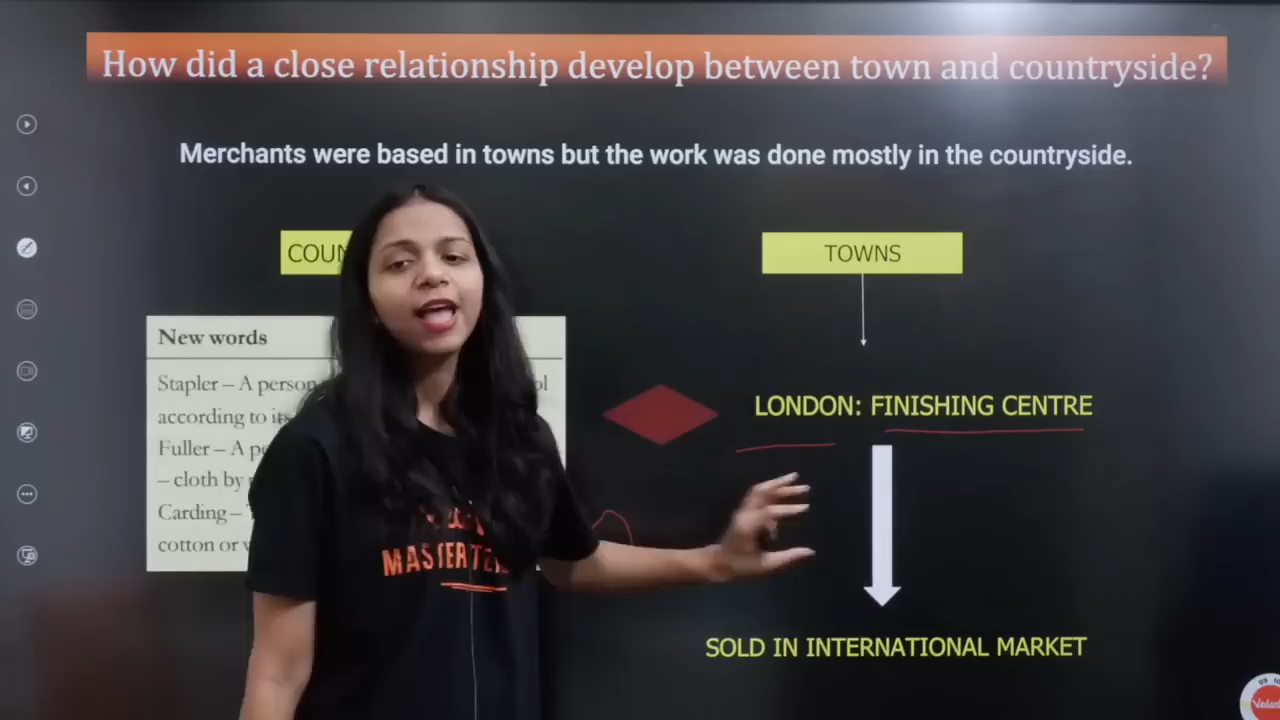 How did a close relationship develop between town and countryside?
Merchants were based in towns but the work was done mostly in the countryside.
TOWNS
New words
Stapler – A person
according to its
Fuller – A
– cloth by
Carding –
cotton or
LONDON: FINISHING CENTRE
SOLD IN INTERNATIONAL MARKET